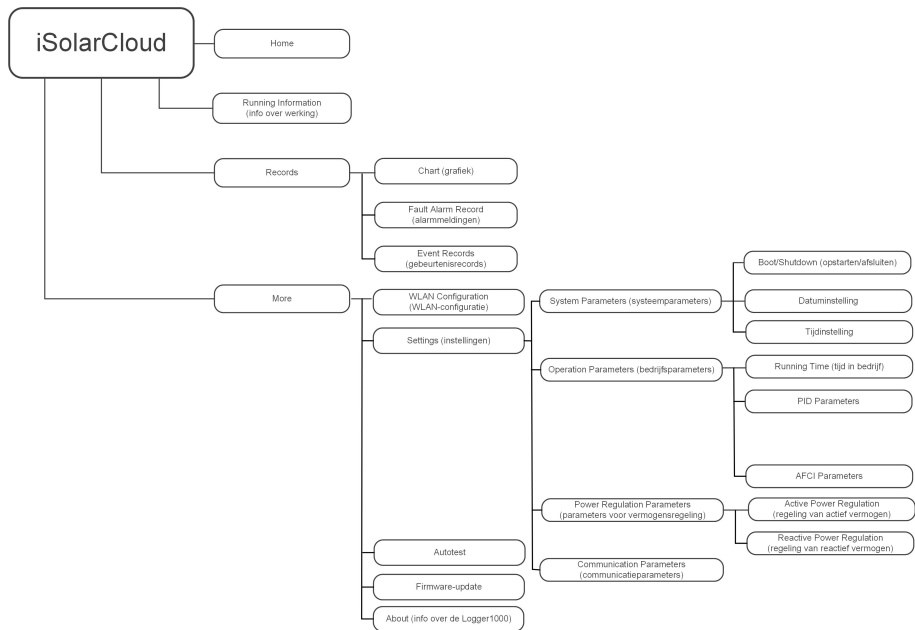 iSolarCloud
Home
Running Information
(info over werking)
Records
Chart (grafiek)
Fault Alarm Record
(alarmmeldingen)
Event Records
(gebeurtenisrecords)
More
WLAN Configuration
(WLAN-configuratie)
Settings (instellingen)
System Parameters (systeemparameters)
Boot/Shutdown (opstarten/afsluiten)
Datuminstelling
Tijdinstelling
Operation Parameters (bedrijfsparameters)
Running Time (tijd in bedrijf)
PID Parameters
AFCI Parameters
Power Regulation Parameters
(parameters voor vermogensregeling)
Active Power Regulation
(regeling van actief vermogen)
Reactive Power Regulation
(regeling van reactief vermogen)
Communication Parameters
(communicatieparameters)
Autotest
Firmware-update
About (info over de Logger1000)